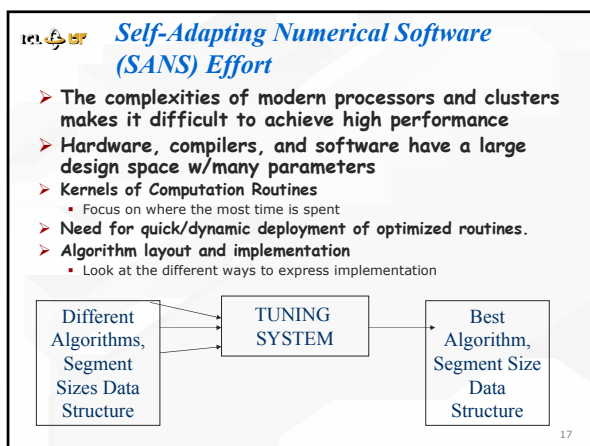 ICL UT
Self-Adapting Numerical Software
(SANS) Effort
➢ The complexities of modern processors and clusters
makes it difficult to achieve high performance
➢ Hardware, compilers, and software have a large
design space w/many parameters
➢ Kernels of Computation Routines
▪ Focus on where the most time is spent
➢ Need for quick/dynamic deployment of optimized routines.
➢ Algorithm layout and implementation
▪ Look at the different ways to express implementation
Different
Algorithms,
Segment
Sizes Data
Structure
TUNING
SYSTEM
Best
Algorithm,
Segment Size
Data
Structure
17